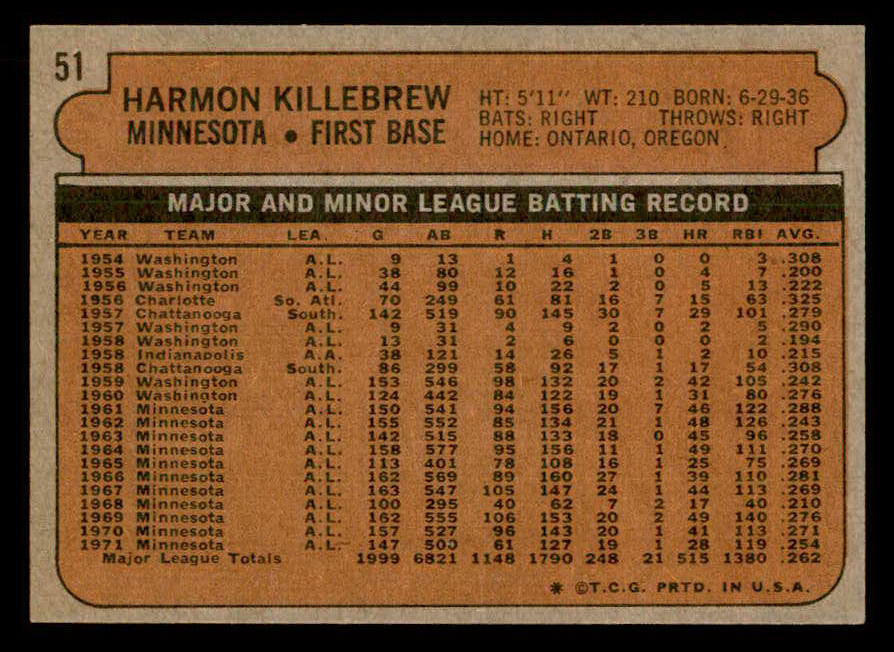 51
HARMON KILLEBREW
MINNESOTA • FIRST BASE
HT: 5'11" WT: 210 BORN: 6-29-36
BATS: RIGHT THROWS: RIGHT
HOME: ONTARIO, OREGON
MAJOR AND MINOR LEAGUE BATTING RECORD
YEAR TEAM LEA. G AB R H 2B 3B HR RBI AVG.
1954 Washington A.L. 9 13 1 4 1 0 0 3 .308
1955 Washington A.L. 38 80 12 16 1 0 4 7 .200
1956 Washington A.L. 44 99 10 22 2 0 5 13 .222
1956 Charlotte So. Atl. 70 249 61 81 16 7 15 63 .325
1957 Chattanooga South. 142 519 90 145 30 7 29 101 .279
1957 Washington A.L. 9 31 4 9 2 0 2 5 .290
1958 Washington A.L. 13 31 2 6 0 0 0 2 .194
1958 Indianapolis A.A. 38 121 14 26 5 1 2 10 .215
1958 Chattanooga South. 86 299 58 92 17 1 17 54 .308
1959 Washington A.L. 153 546 98 132 20 2 42 105 .242
1960 Washington A.L. 124 442 84 122 19 1 31 80 .276
1961 Minnesota A.L. 150 541 94 156 20 7 46 122 .288
1962 Minnesota A.L. 155 552 85 134 21 1 48 126 .243
1963 Minnesota A.L. 142 515 88 133 18 0 45 96 .258
1964 Minnesota A.L. 158 577 95 156 11 1 49 111 .270
1965 Minnesota A.L. 113 401 78 108 16 1 25 75 .269
1966 Minnesota A.L. 162 569 89 160 27 1 39 110 .281
1967 Minnesota A.L. 163 547 105 147 24 1 44 113 .269
1968 Minnesota A.L. 100 295 40 62 7 2 17 40 .210
1969 Minnesota A.L. 162 555 106 153 20 2 49 140 .276
1970 Minnesota A.L. 157 527 96 143 20 1 41 113 .271
1971 Minnesota A.L. 147 500 61 127 19 1 28 119 .254
Major League Totals 1999 6821 1148 1790 248 21 515 1380 .262
* ©T.C.G. PRTD. IN U.S.A.